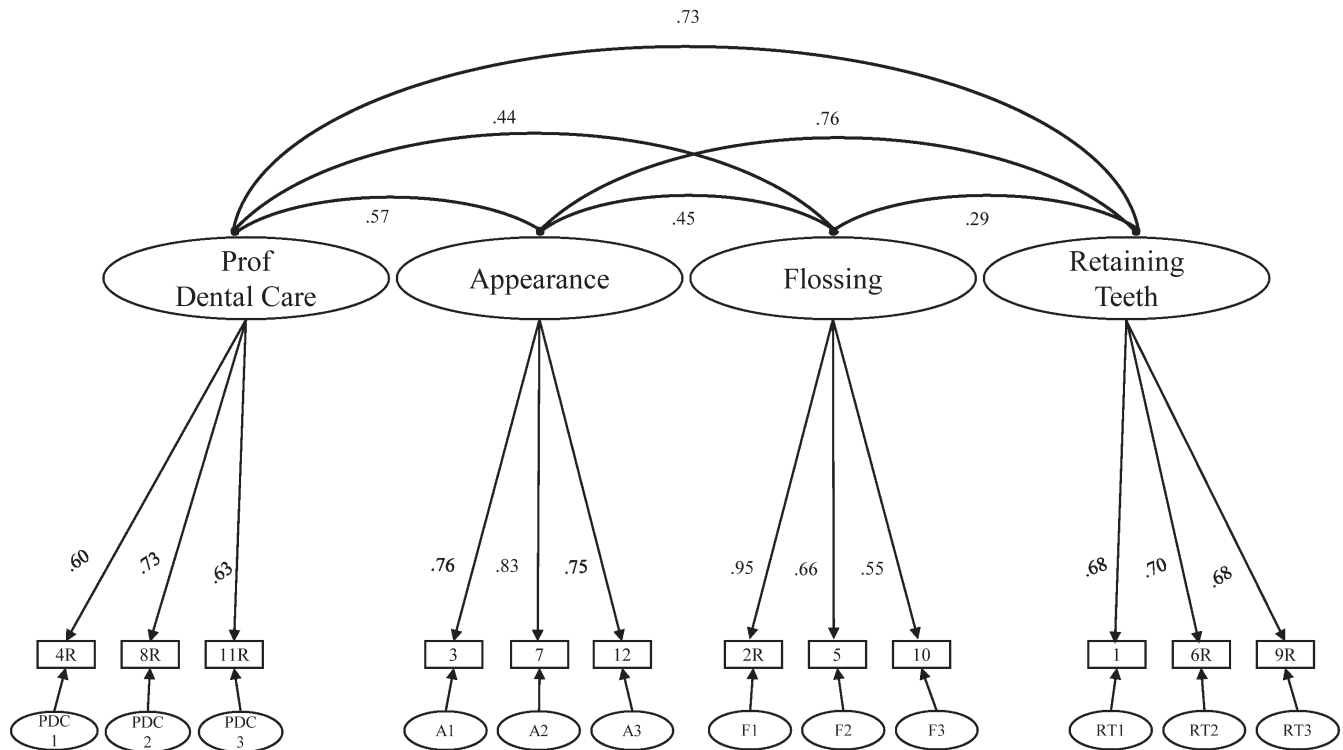 .73
.44
.76
.57
.45
.29
Prof
Dental Care
Appearance
Flossing
Retaining
Teeth
.60
.73
.63
.76
.83
.75
.95
.66
.55
.68
.70
.68
4R
8R
11R
3
7
12
2R
5
10
1
6R
9R
PDC
1
PDC
2
PDC
3
A1
A2
A3
F1
F2
F3
RT1
RT2
RT3